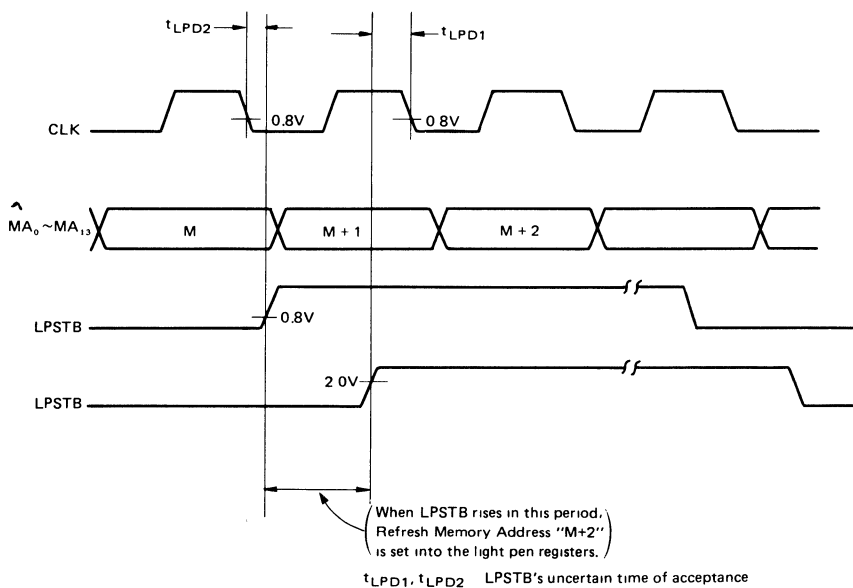 tLPD2
tLPD1
CLK
0.8V
0 8V
MA₀~MA₁₃
M
M + 1
M + 2
LPSTB
0.8V
LPSTB
2 0V
When LPSTB rises in this period,
Refresh Memory Address "M+2"
is set into the light pen registers.
tLPD1, tLPD2 LPSTB's uncertain time of acceptance